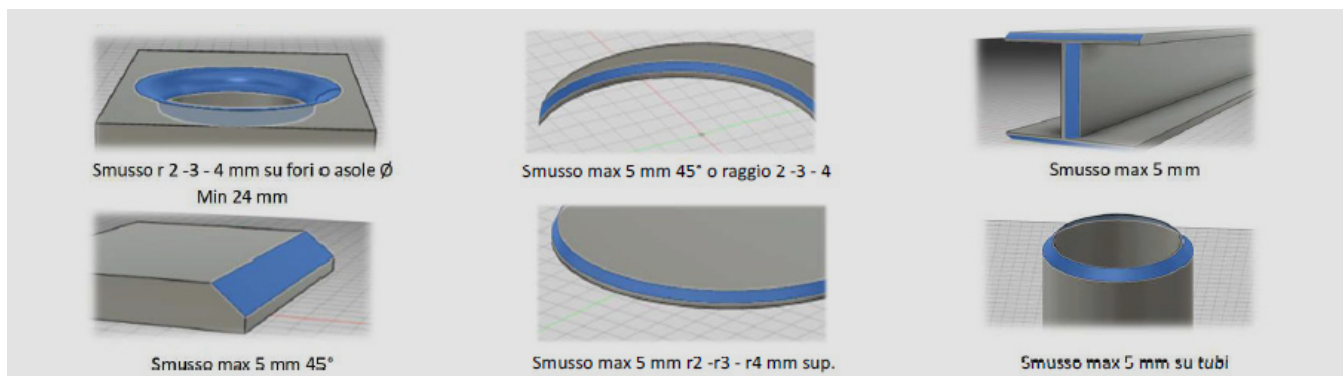 Smusso r 2 -3 - 4 mm su fori o asole Ø
Min 24 mm
Smusso max 5 mm 45° o raggio 2 -3 - 4
Smusso max 5 mm
Smusso max 5 mm 45°
Smusso max 5 mm r2 -r3 - r4 mm sup.
Smusso max 5 mm su tubi